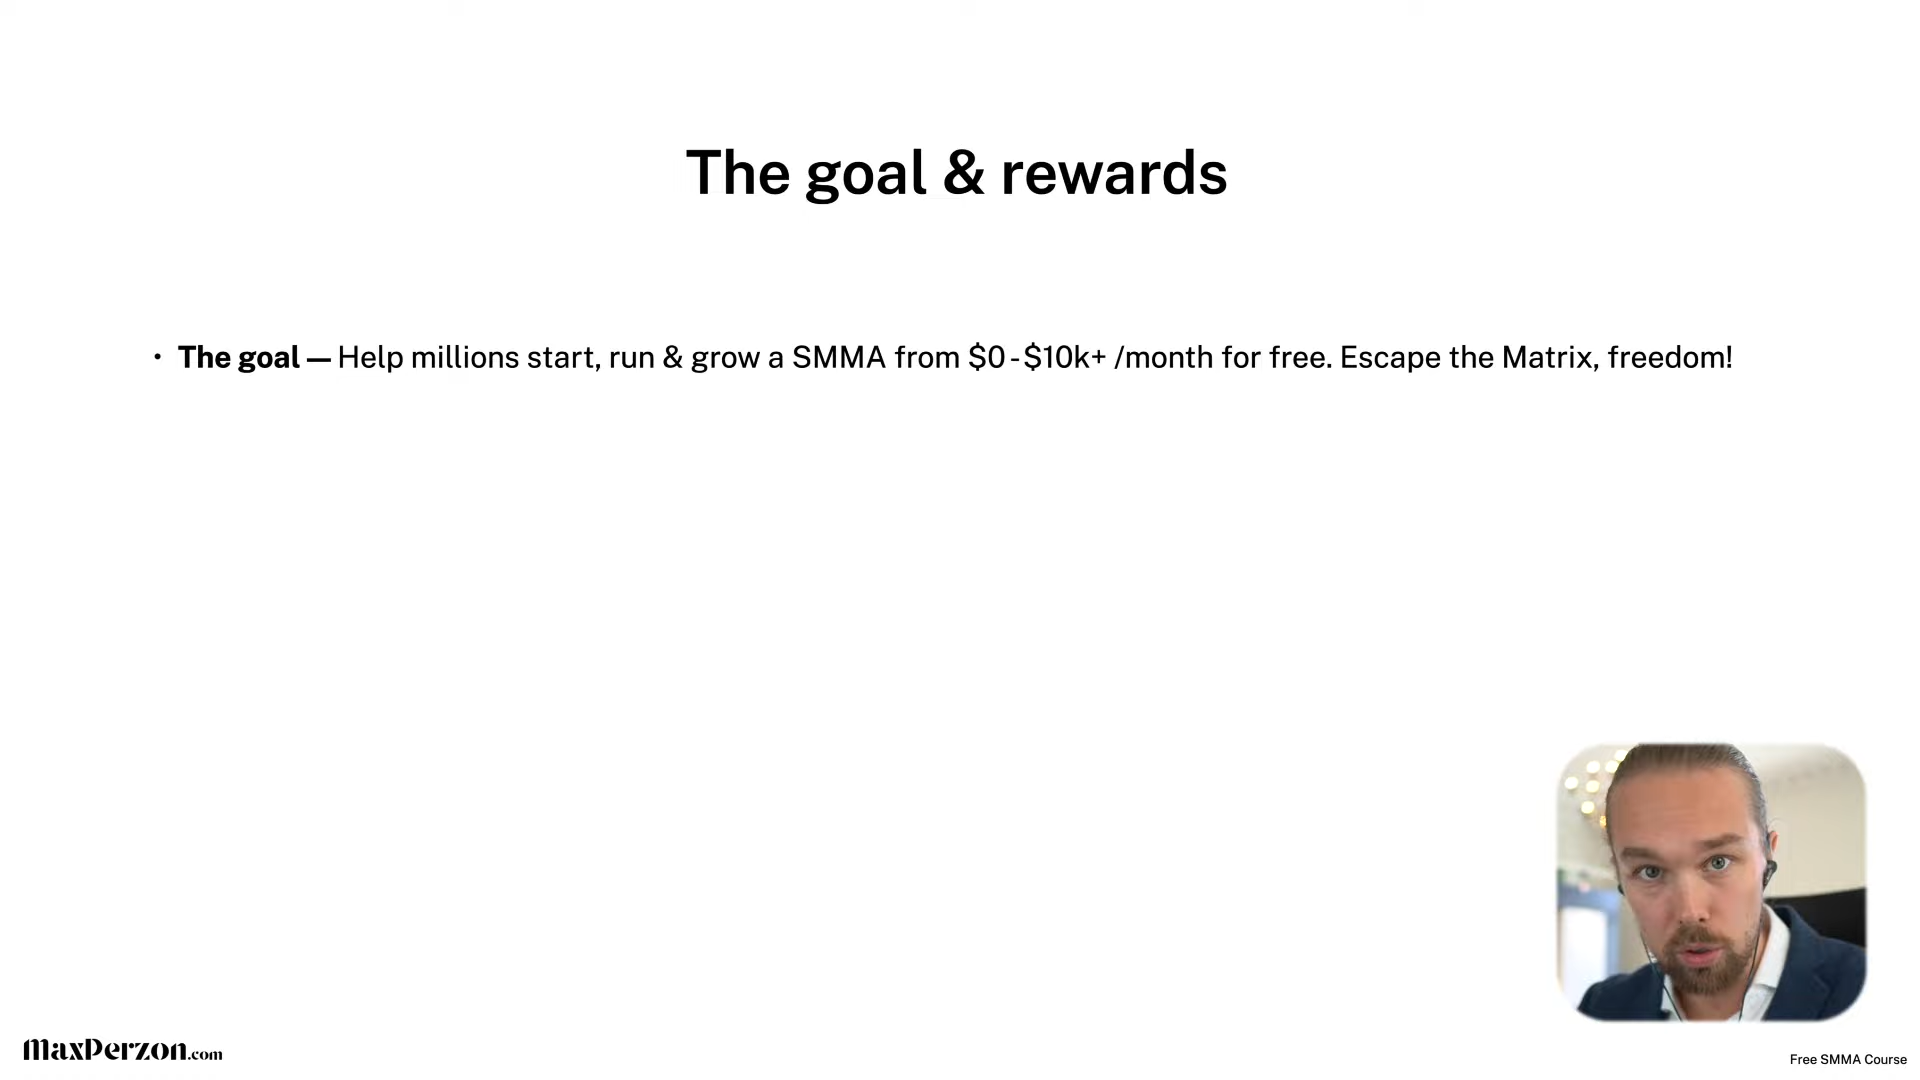 The goal & rewards
• The goal — Help millions start, run & grow a SMMA from $0 - $10k+ /month for free. Escape the Matrix, freedom!
MaxPerzon.com
Free SMMA Course